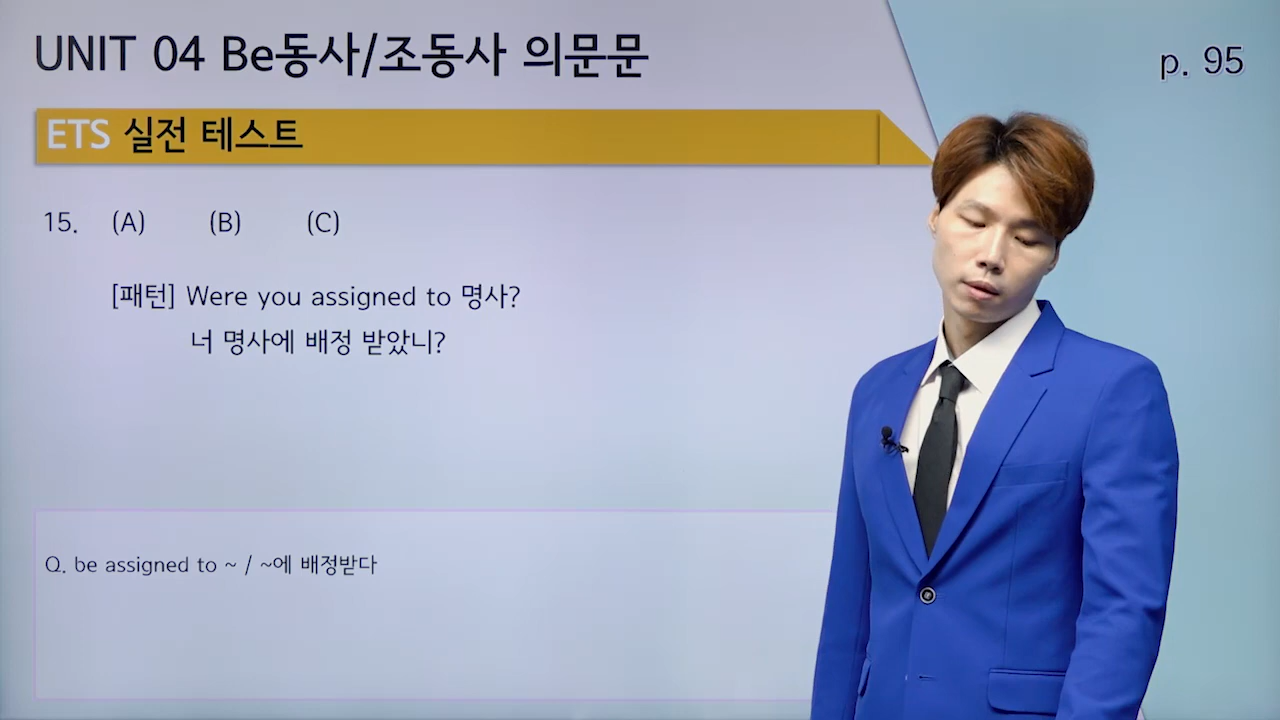 UNIT 04 Be동사/조동사 의문문
p. 95
ETS 실전 테스트
15. (A) (B) (C)
[패턴] Were you assigned to 명사?
너 명사에 배정 받았니?
Q. be assigned to ~ / ~에 배정받다